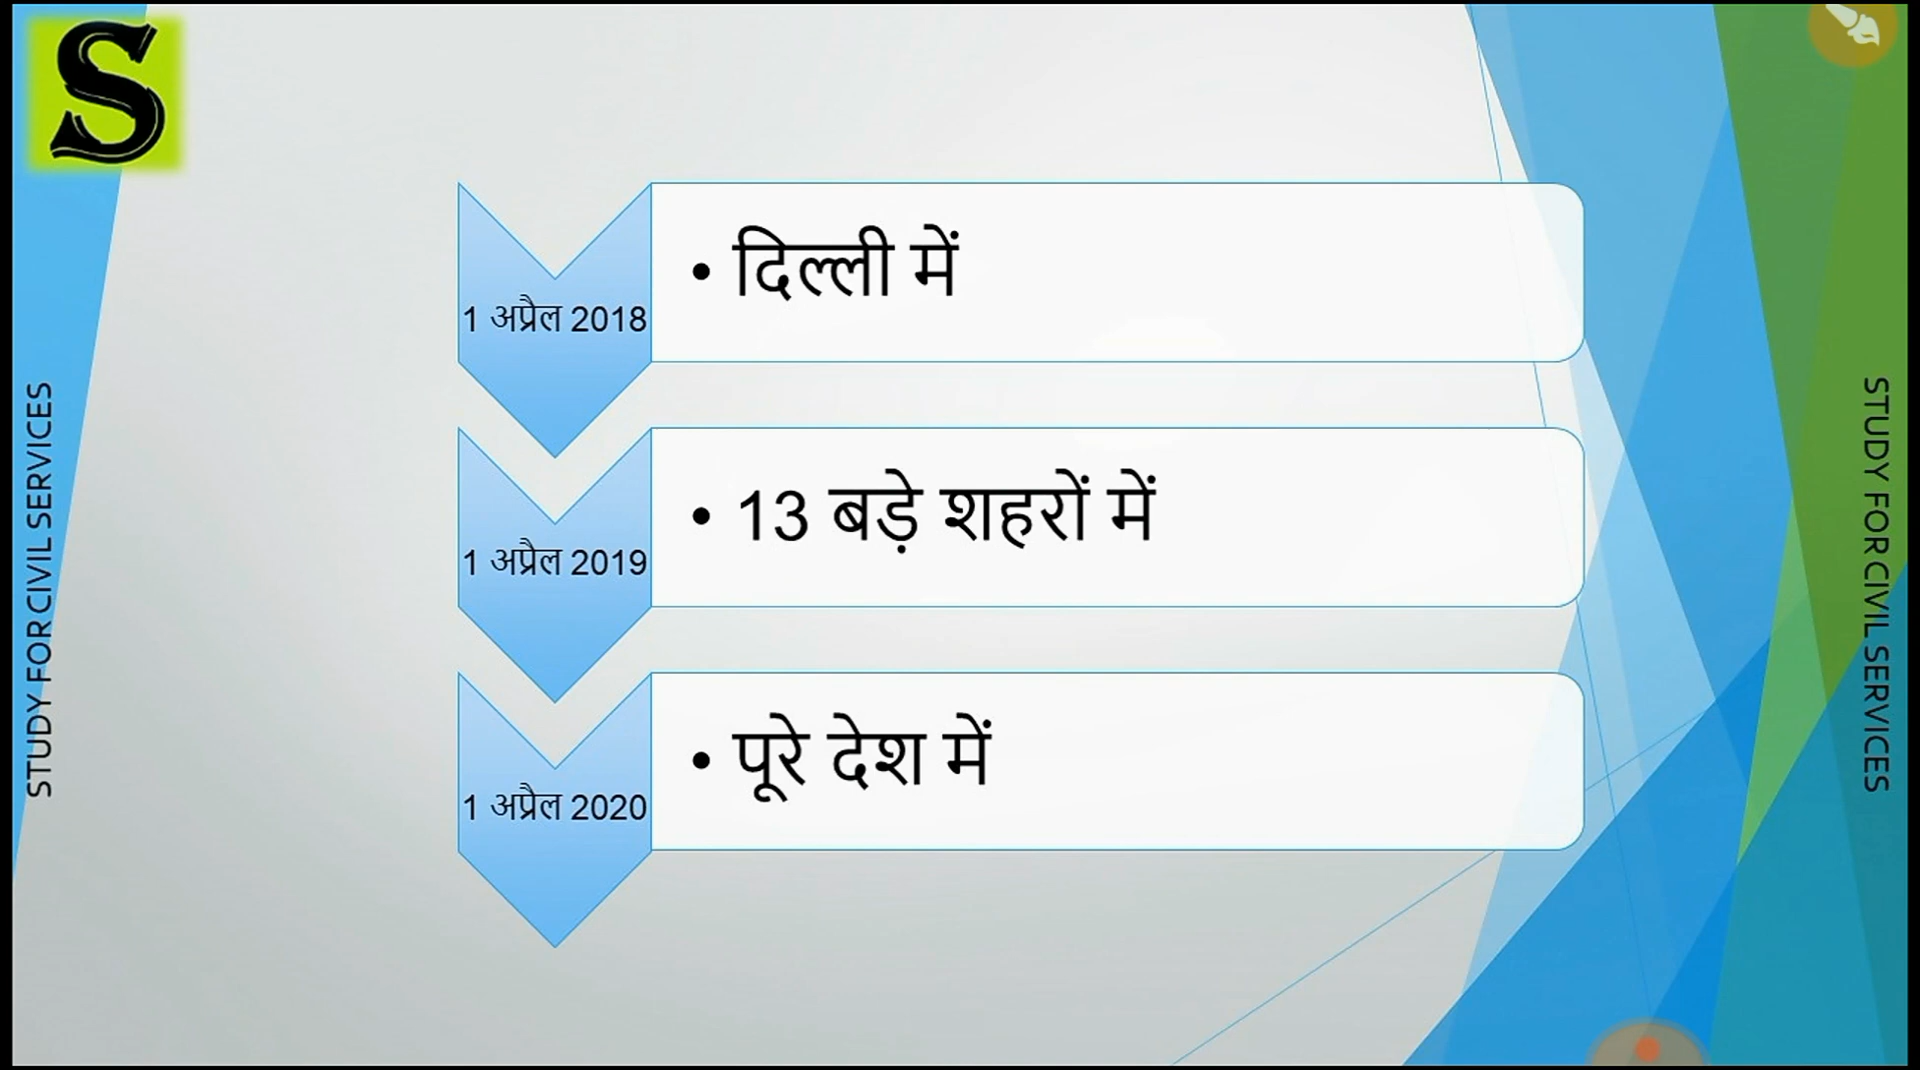 S
STUDY FOR CIVIL SERVICES
1 अप्रैल 2018
• दिल्ली में
1 अप्रैल 2019
• 13 बड़े शहरों में
1 अप्रैल 2020
• पूरे देश में
STUDY FOR CIVIL SERVICES